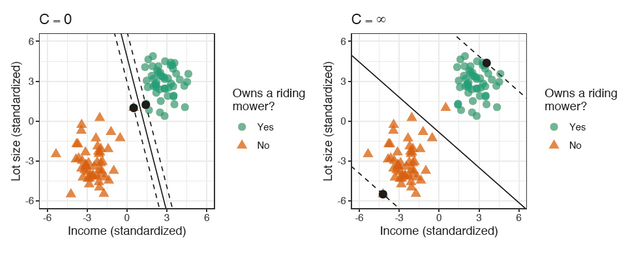 C = 0
6
3
0
-3
-6
-6 -3 0 3 6
Income (standardized)
Lot size (standardized)
Owns a riding
mower?
Yes
No
C = ∞
6
3
0
-3
-6
-6 -3 0 3 6
Income (standardized)
Lot size (standardized)
Owns a riding
mower?
Yes
No